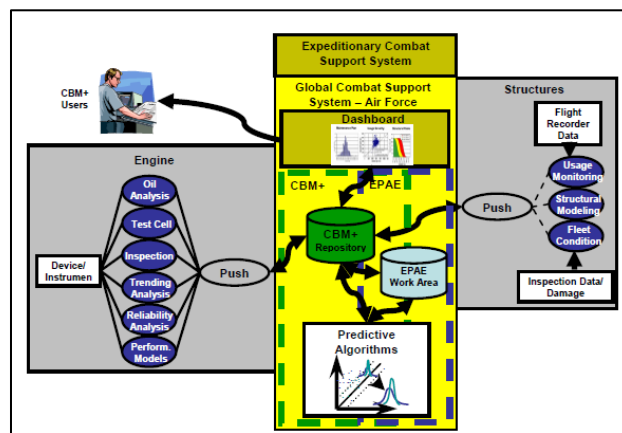 Expeditionary Combat
Support System
Global Combat Support
System – Air Force
Dashboard
CBM+
Users
Engine
Oil
Analysis
Test Cell
Inspection
Trending
Analysis
Reliability
Analysis
Perform.
Models
Device/
Instrumen
Push
CBM+
EPAE
CBM+
Repository
EPAE
Work Area
Predictive
Algorithms
Structures
Flight
Recorder
Data
Usage
Monitoring
Structural
Modeling
Fleet
Condition
Push
Inspection Data/
Damage